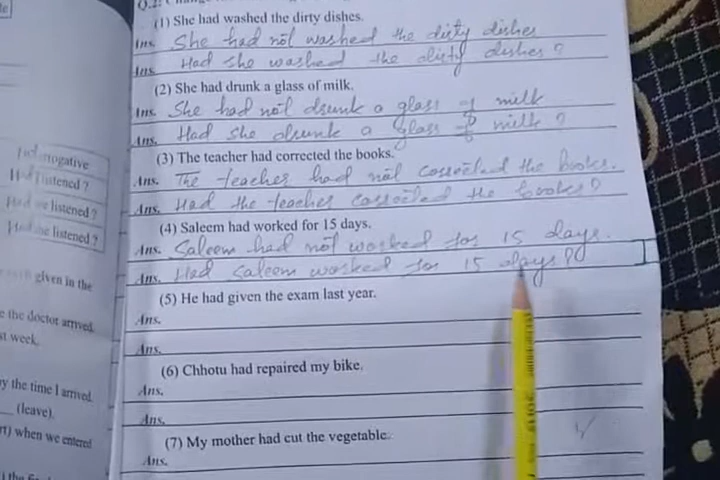 (1) She had washed the dirty dishes.
Ans. She had not washed the dirty dishes
Ans. Had she washed the dirty dishes ?
(2) She had drunk a glass of milk.
Ans. She had not drunk a glass of milk
Ans. Had she drunk a glass of milk ?
(3) The teacher had corrected the books.
Ans. The teacher had not corrected the books.
Ans. Had the teacher corrected the books ?
(4) Saleem had worked for 15 days.
Ans. Saleem had not worked for 15 days.
Ans. Had Saleem worked for 15 days ?
(5) He had given the exam last year.
Ans.
Ans.
(6) Chhotu had repaired my bike.
Ans.
Ans.
(7) My mother had cut the vegetable.
Ans.
listened ?
listened ?
listened ?
given in the
the doctor arrived
week.
the time I arrived.
(leave).
when we entered